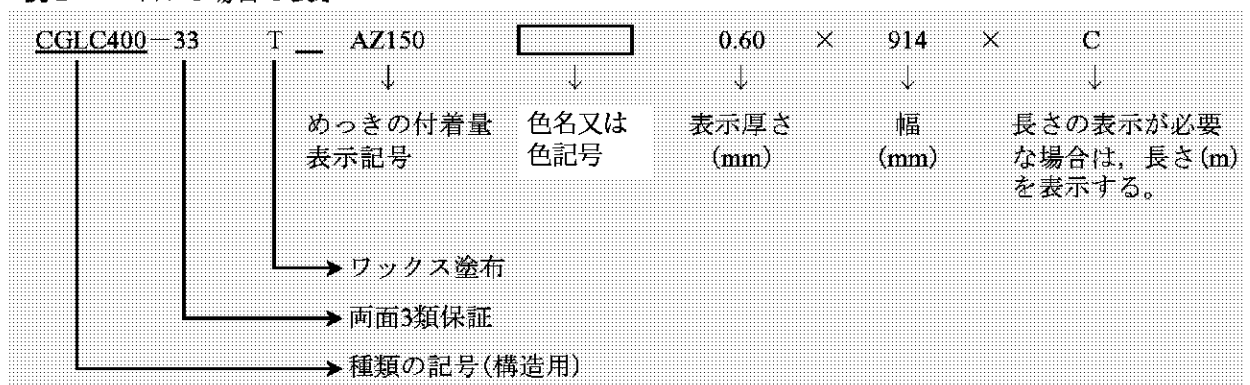 CGLC400-33 T AZ150 0.60 × 914 × C
↓ ↓ ↓ ↓ ↓
めっきの付着量 色名又は 表示厚さ 幅 長さの表示が必要
表示記号 色記号 (mm) (mm) な場合は，長さ(m)
を表示する。
ワックス塗布
両面3類保証
種類の記号(構造用)